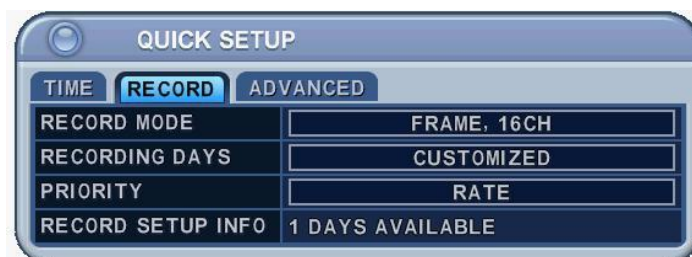 QUICK SETUP
TIME RECORD ADVANCED
RECORD MODE FRAME, 16CH
RECORDING DAYS CUSTOMIZED
PRIORITY RATE
RECORD SETUP INFO 1 DAYS AVAILABLE